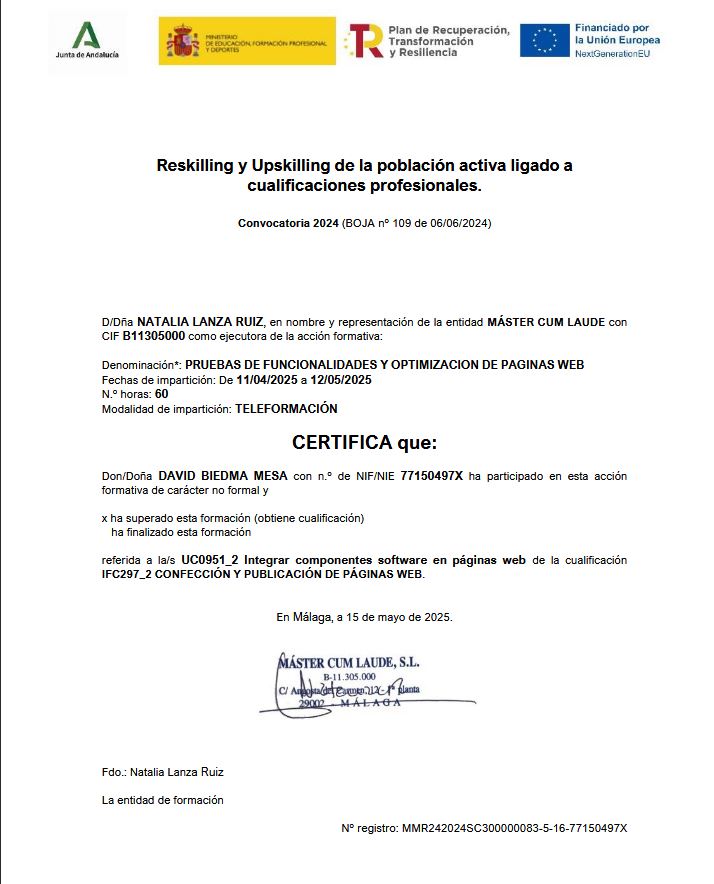 Junta de Andalucía
MINISTERIO
DE EDUCACIÓN, FORMACIÓN PROFESIONAL
Y DEPORTES
Plan de Recuperación,
Transformación
y Resiliencia
Financiado por
la Unión Europea
NextGenerationEU
Reskilling y Upskilling de la población activa ligado a
cualificaciones profesionales.
Convocatoria 2024 (BOJA nº 109 de 06/06/2024)
D/Dña NATALIA LANZA RUIZ, en nombre y representación de la entidad MÁSTER CUM LAUDE con
CIF B11305000 como ejecutora de la acción formativa:
Denominación*: PRUEBAS DE FUNCIONALIDADES Y OPTIMIZACION DE PAGINAS WEB
Fechas de impartición: De 11/04/2025 a 12/05/2025
N.º horas: 60
Modalidad de impartición: TELEFORMACIÓN
CERTIFICA que:
Don/Doña DAVID BIEDMA MESA con n.º de NIF/NIE 77150497X ha participado en esta acción
formativa de carácter no formal y
x ha superado esta formación (obtiene cualificación)
ha finalizado esta formación
referida a la/s UC0951_2 Integrar componentes software en páginas web de la cualificación
IFC297_2 CONFECCIÓN Y PUBLICACIÓN DE PÁGINAS WEB.
En Málaga, a 15 de mayo de 2025.
MÁSTER CUM LAUDE, S.L.
B-11.305.000
C/ del Carmen, planta
29002 - MÁLAGA
Fdo.: Natalia Lanza Ruiz
La entidad de formación
Nº registro: MMR242024SC300000083-5-16-77150497X